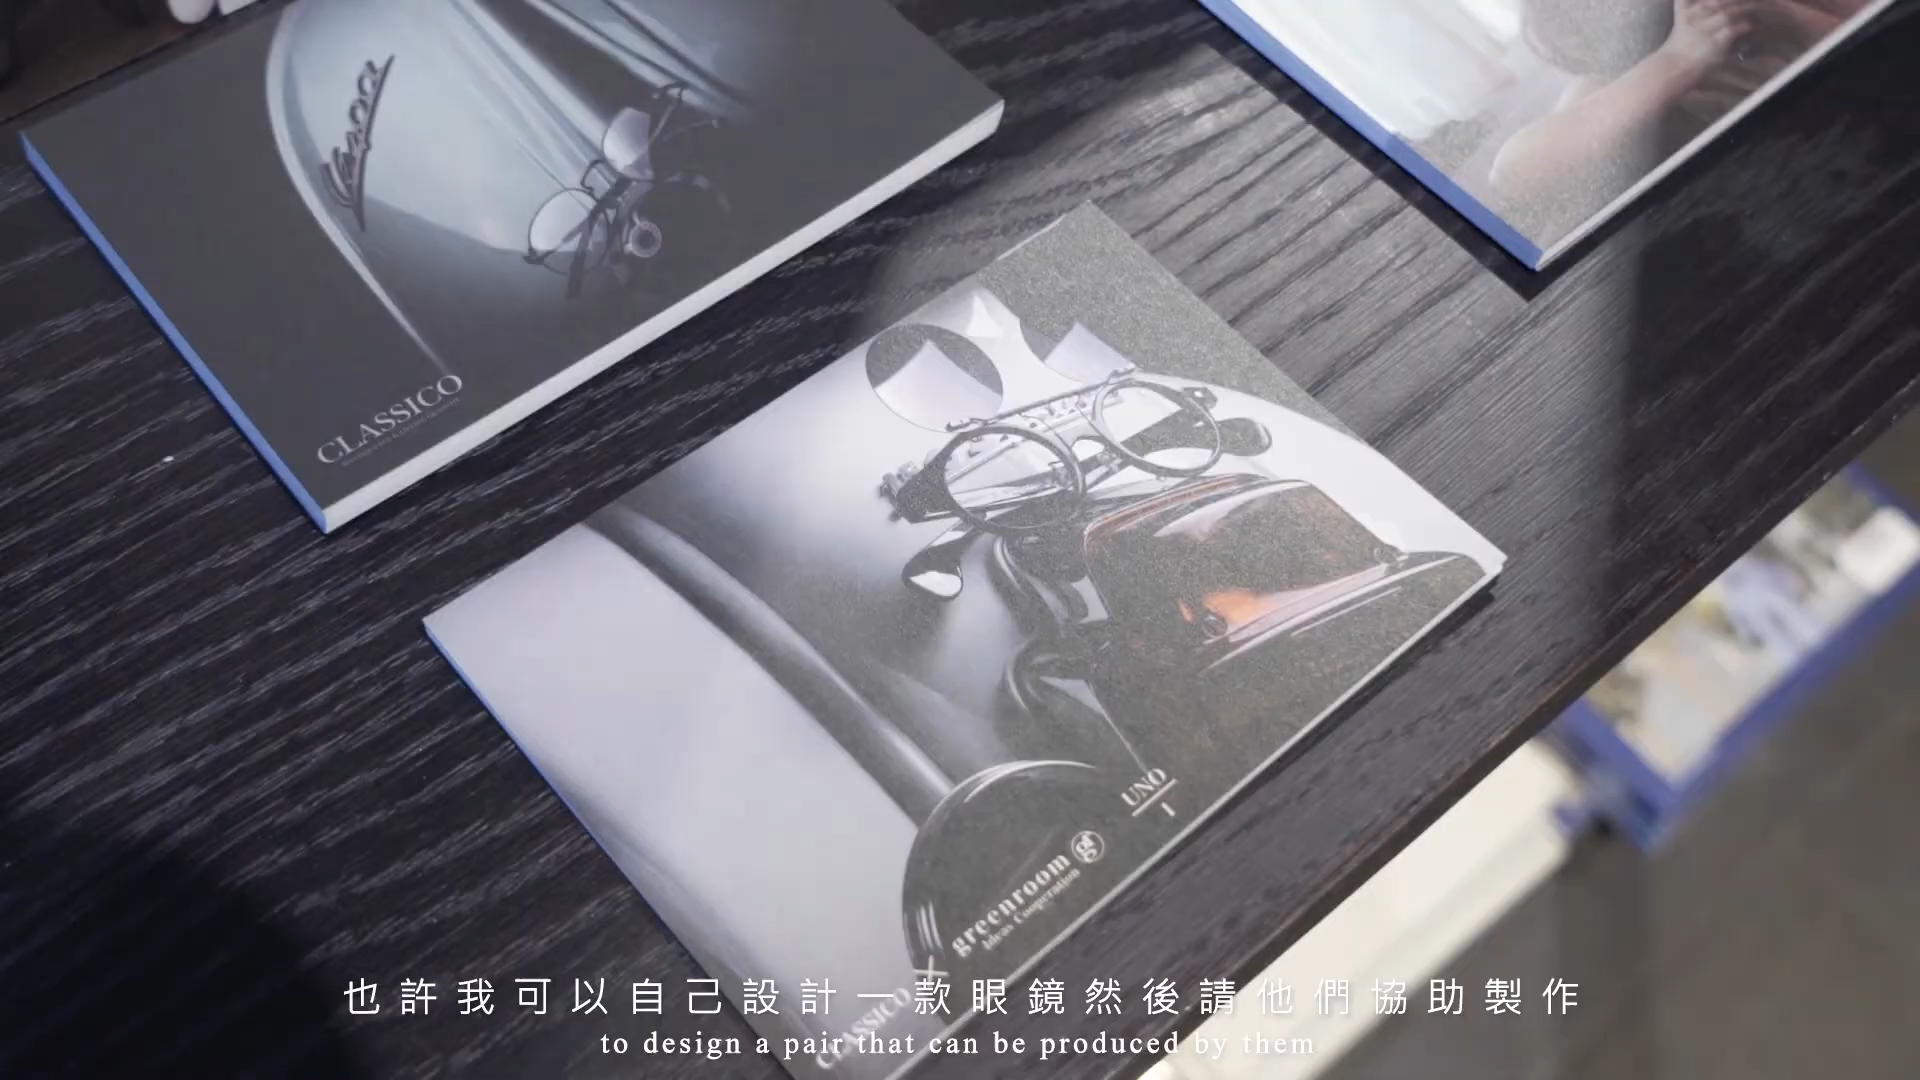 Vespa
CLASSICO
UNO
1
greenroom gr
Ideas Cooperation
X
CLASSICO
也許我可以自己設計一款眼鏡然後請他們協助製作
to design a pair that can be produced by them